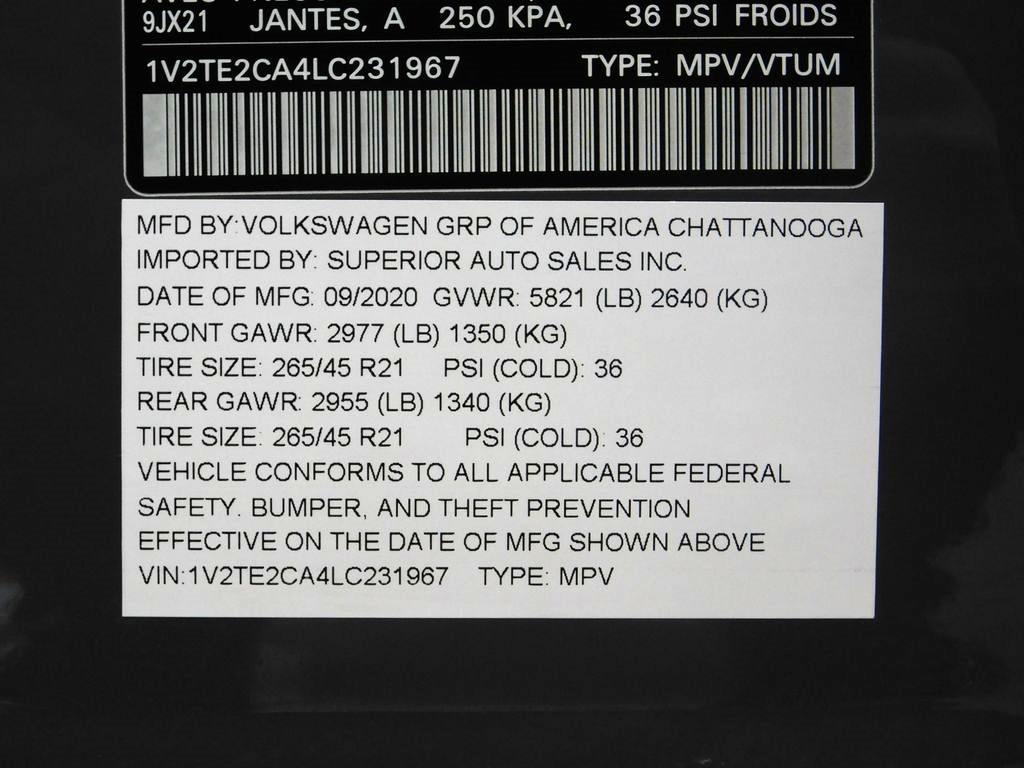 9JX21 JANTES, A 250 KPA, 36 PSI FROIDS
1V2TE2CA4LC231967 TYPE: MPV/VTUM
MFD BY:VOLKSWAGEN GRP OF AMERICA CHATTANOOGA
IMPORTED BY: SUPERIOR AUTO SALES INC.
DATE OF MFG: 09/2020 GVWR: 5821 (LB) 2640 (KG)
FRONT GAWR: 2977 (LB) 1350 (KG)
TIRE SIZE: 265/45 R21 PSI (COLD): 36
REAR GAWR: 2955 (LB) 1340 (KG)
TIRE SIZE: 265/45 R21 PSI (COLD): 36
VEHICLE CONFORMS TO ALL APPLICABLE FEDERAL
SAFETY. BUMPER, AND THEFT PREVENTION
EFFECTIVE ON THE DATE OF MFG SHOWN ABOVE
VIN:1V2TE2CA4LC231967 TYPE: MPV